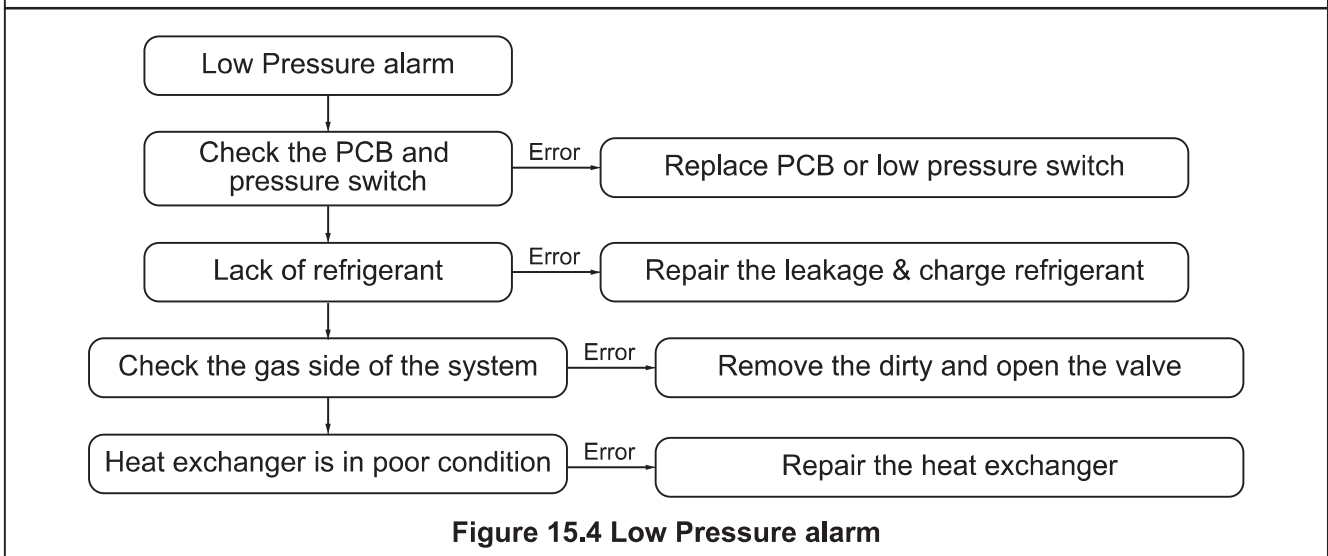 Low Pressure alarm
Check the PCB and
pressure switch
Error
Replace PCB or low pressure switch
Lack of refrigerant
Error
Repair the leakage & charge refrigerant
Check the gas side of the system
Error
Remove the dirty and open the valve
Heat exchanger is in poor condition
Error
Repair the heat exchanger
Figure 15.4 Low Pressure alarm